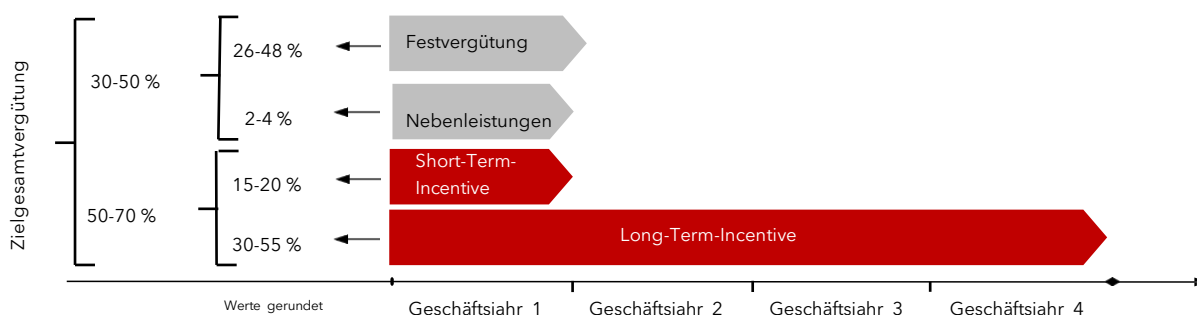 Zielgesamtvergütung
30-50 %
26-48 %
Festvergütung
2-4 %
Nebenleistungen
50-70 %
15-20 %
Short-Term-
Incentive
30-55 %
Long-Term-Incentive
Werte gerundet
Geschäftsjahr 1
Geschäftsjahr 2
Geschäftsjahr 3
Geschäftsjahr 4